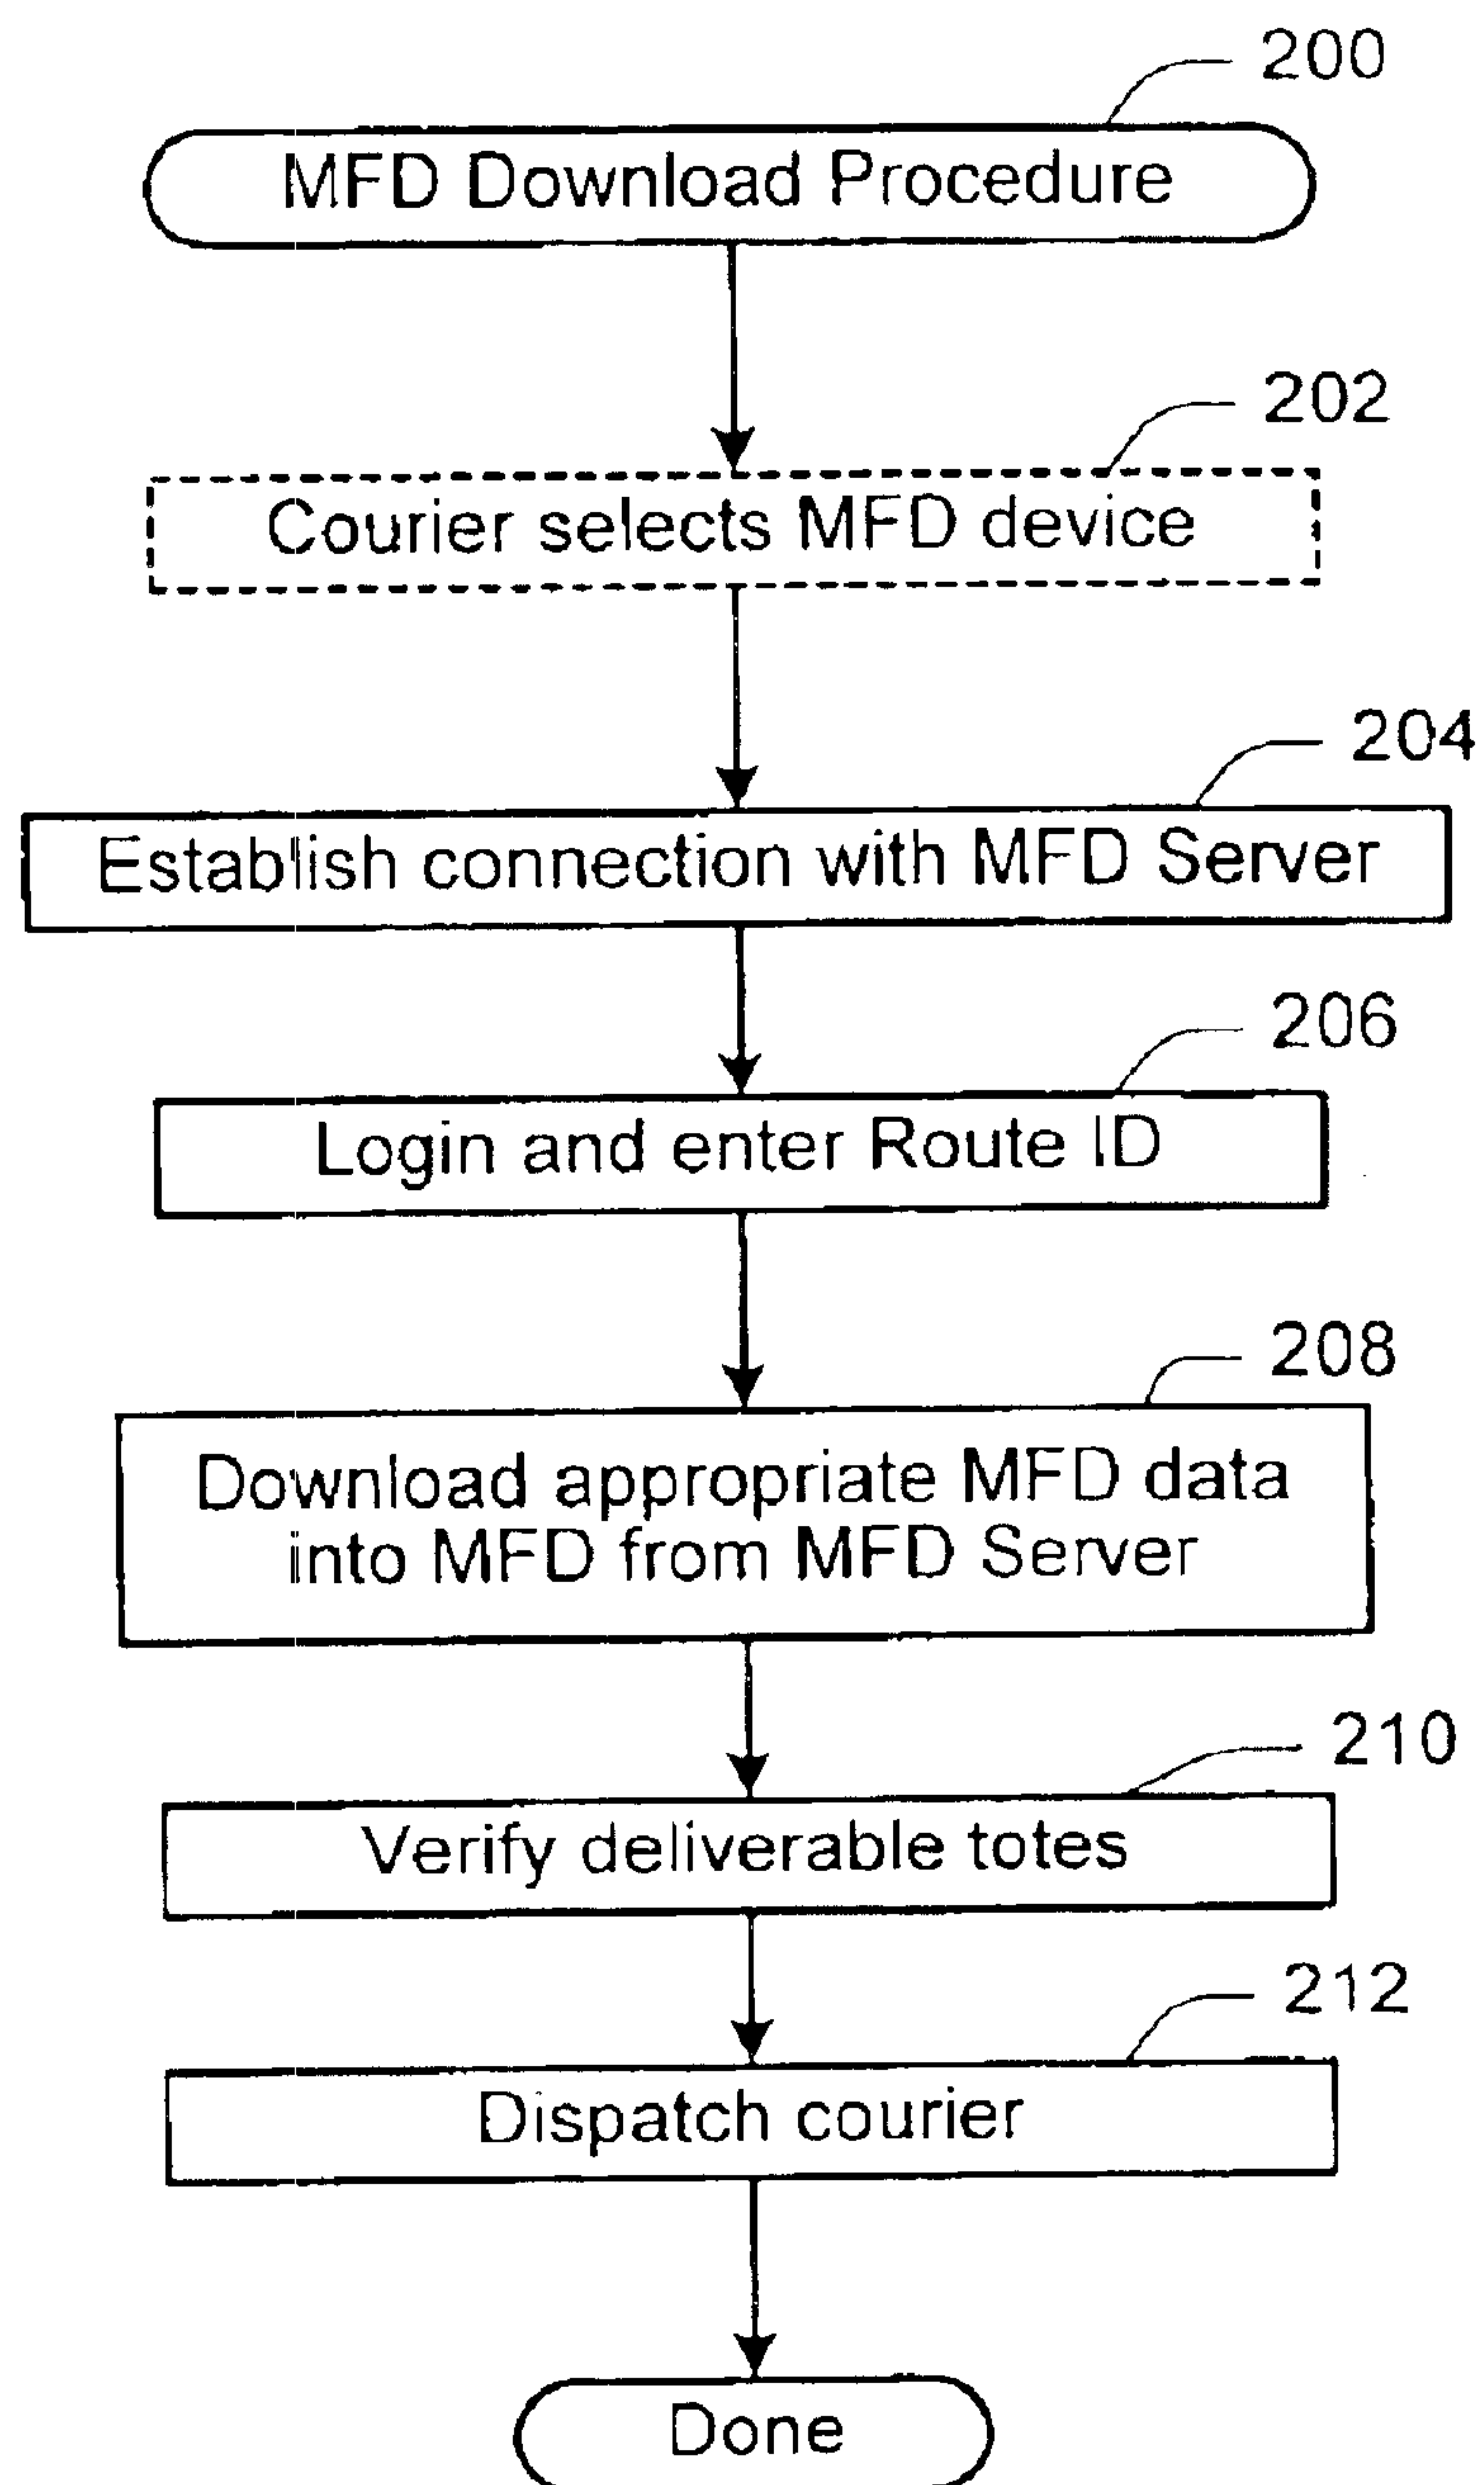 200
MFD Download Procedure
202
Courier selects MFD device
204
Establish connection with MFD Server
206
Login and enter Route ID
208
Download appropriate MFD data
into MFD from MFD Server
210
Verify deliverable totes
212
Dispatch courier
Done